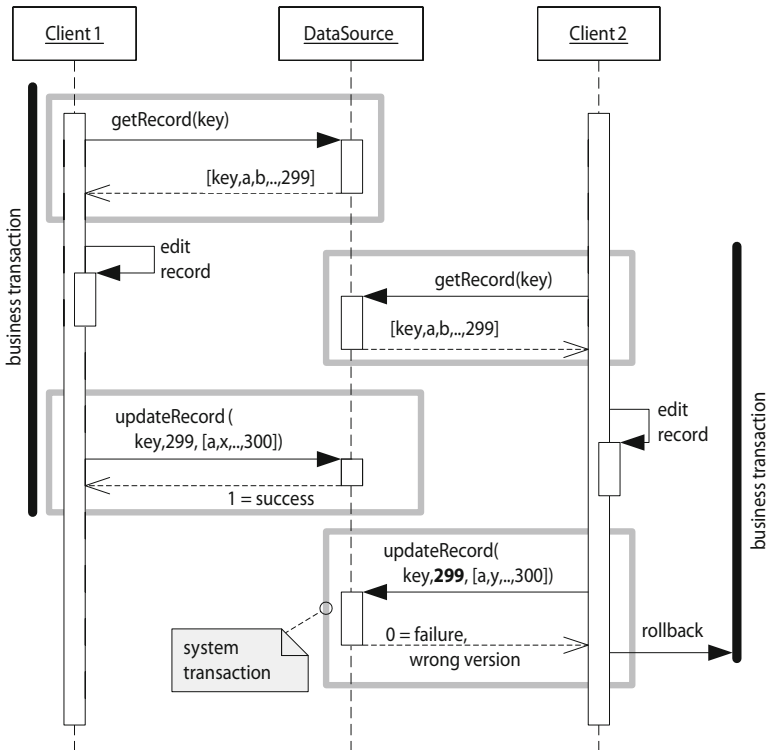 Client 1
DataSource
Client 2
getRecord(key)
[key,a,b,..,299]
business transaction
edit
record
getRecord(key)
[key,a,b,..,299]
updateRecord (
key,299, [a,x,..,300])
1 = success
edit
record
business transaction
updateRecord(
key,299, [a,y,..,300])
0 = failure,
wrong version
rollback
system
transaction